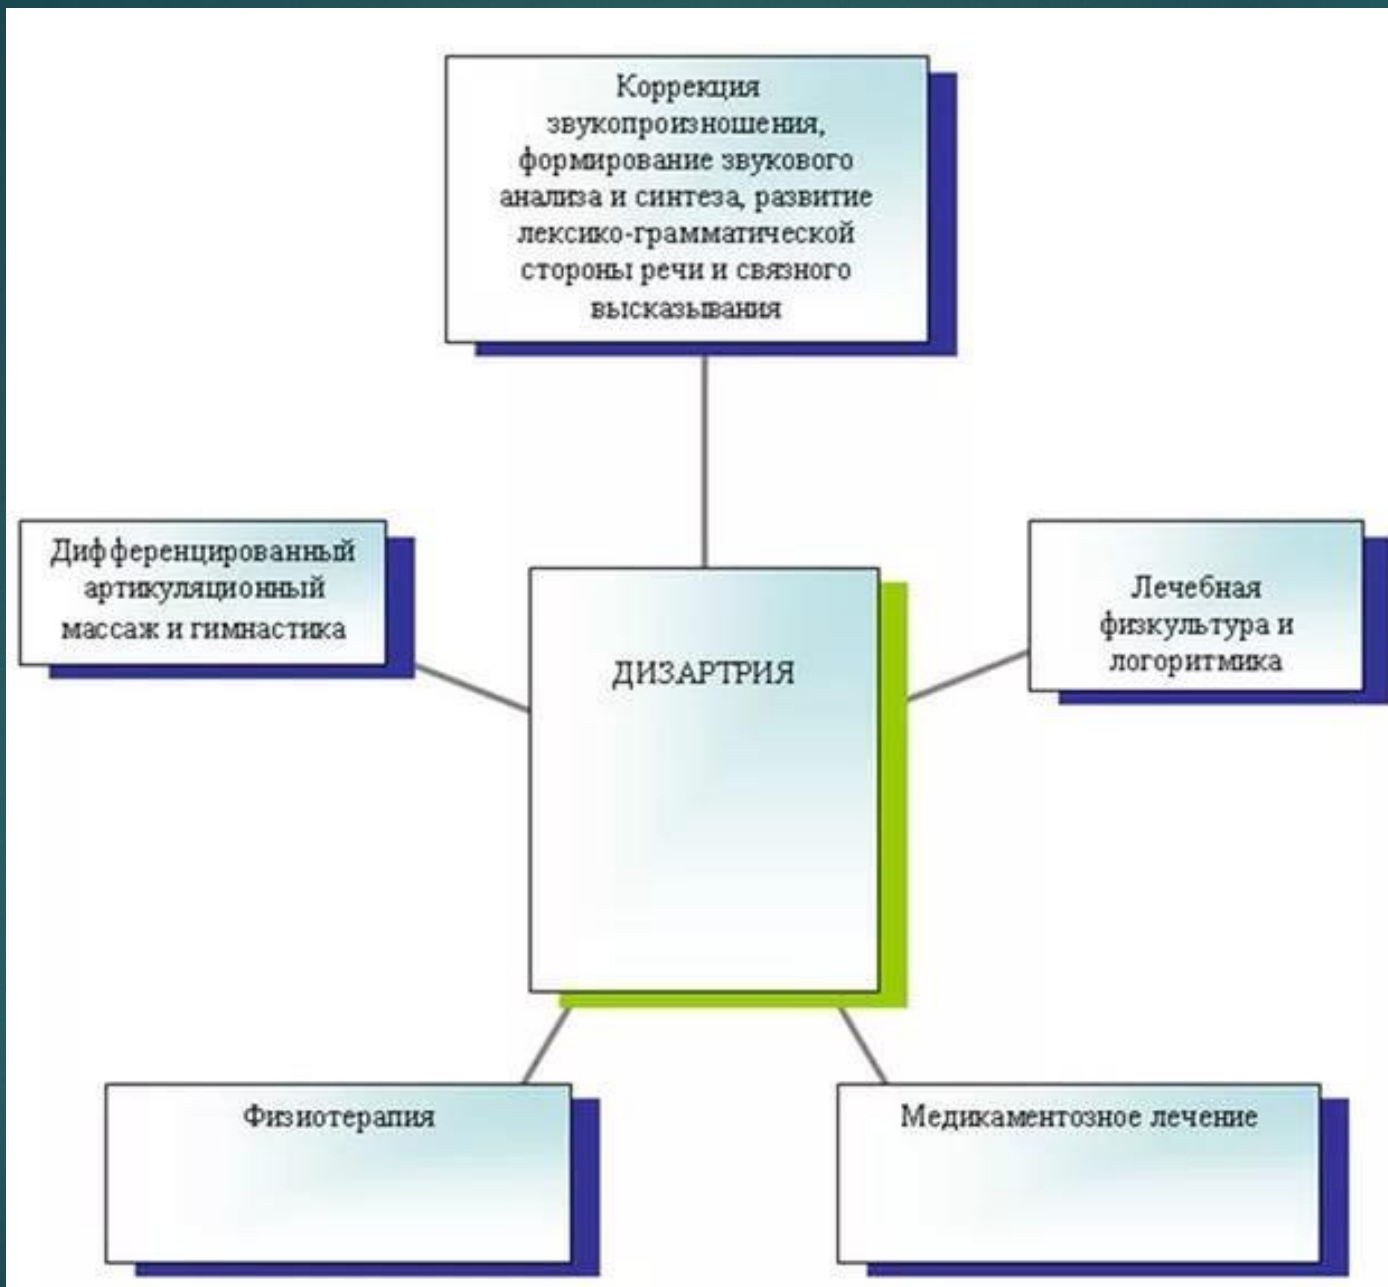 Коррекция
звукопроизношения,
формирование звукового
анализа и синтеза, развитие
лексико-грамматической
стороны речи и связного
высказывания
Дифференцированный
артикуляционный
массаж и гимнастика
ДИЗАРТРИЯ
Лечебная
физкультура и
логоритмика
Физиотерапия
Медикаментозное лечение